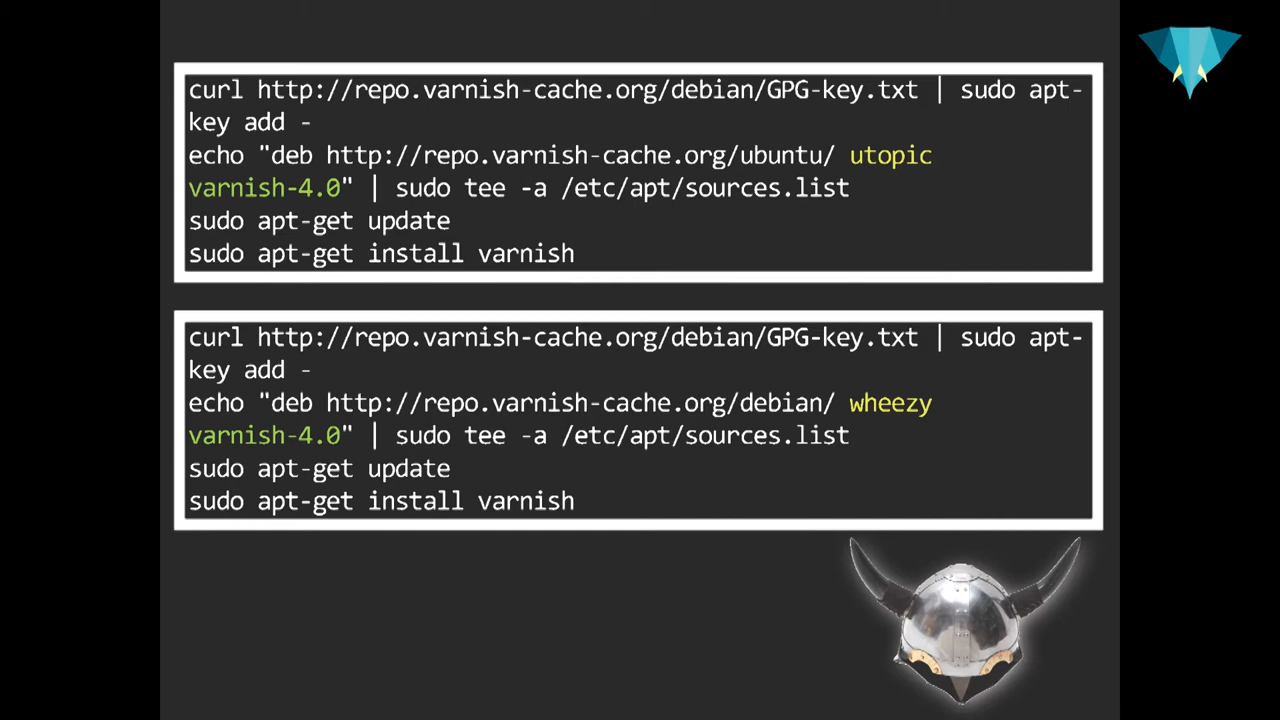 curl http://repo.varnish-cache.org/debian/GPG-key.txt | sudo apt-
key add -
echo "deb http://repo.varnish-cache.org/ubuntu/ utopic
varnish-4.0" | sudo tee -a /etc/apt/sources.list
sudo apt-get update
sudo apt-get install varnish
curl http://repo.varnish-cache.org/debian/GPG-key.txt | sudo apt-
key add -
echo "deb http://repo.varnish-cache.org/debian/ wheezy
varnish-4.0" | sudo tee -a /etc/apt/sources.list
sudo apt-get update
sudo apt-get install varnish